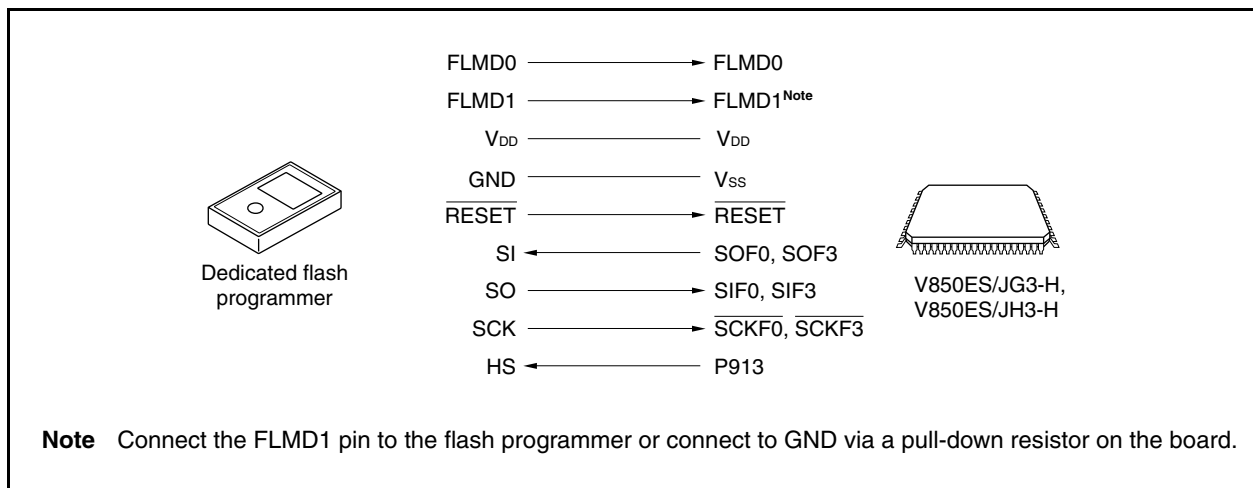 FLMD0 FLMD0
FLMD1 FLMD1Note
VDD VDD
GND VSS
RESET RESET
SI SOF0, SOF3
SO SIF0, SIF3
SCK SCKF0, SCKF3
HS P913
Dedicated flash
programmer
V850ES/JG3-H,
V850ES/JH3-H
Note Connect the FLMD1 pin to the flash programmer or connect to GND via a pull-down resistor on the board.